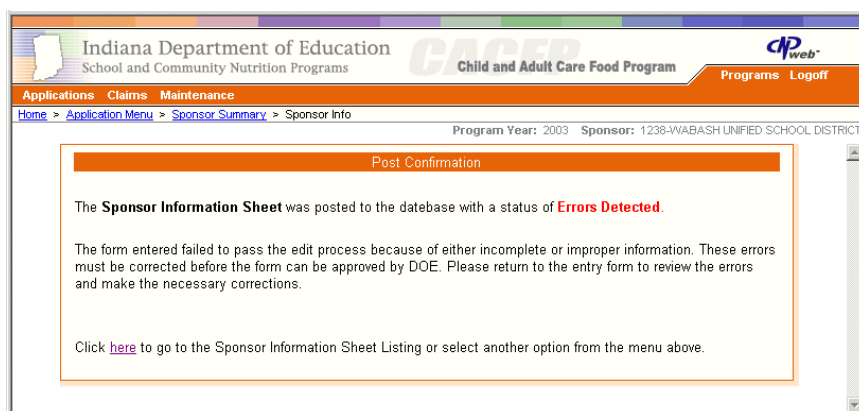 Indiana Department of Education
School and Community Nutrition Programs
CACFP
Child and Adult Care Food Program
CNPweb
Programs Logoff
Applications Claims Maintenance
Home > Application Menu > Sponsor Summary > Sponsor Info
Program Year: 2003 Sponsor: 1238-WABASH UNIFIED SCHOOL DISTRICT
Post Confirmation
The Sponsor Information Sheet was posted to the datebase with a status of Errors Detected.
The form entered failed to pass the edit process because of either incomplete or improper information. These errors
must be corrected before the form can be approved by DOE. Please return to the entry form to review the errors
and make the necessary corrections.
Click here to go to the Sponsor Information Sheet Listing or select another option from the menu above.